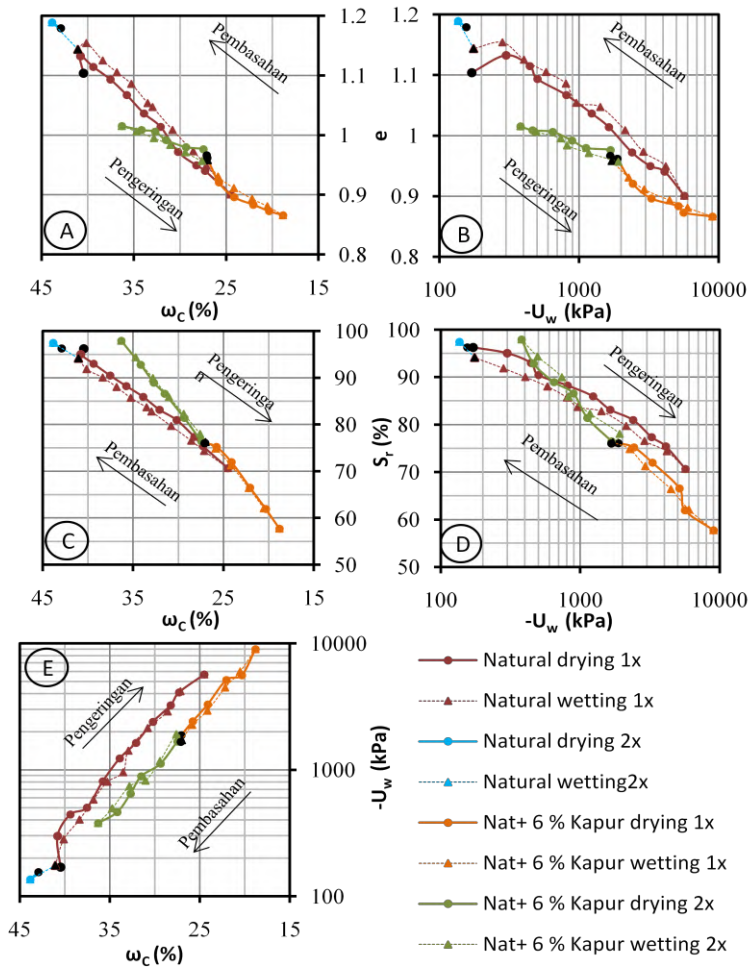 A
Pembasahan
Pengeringan
1.2
1.1
1
0.9
0.8
e
45 35 25 15
ωc (%)
B
Pembasahan
Pengeringan
1.2
1.1
1
0.9
0.8
100 1000 10000
-Uw (kPa)
C
Pengeringa
n
Pembasahan
100
90
80
70
60
50
Sr (%)
45 35 25 15
ωc (%)
D
Pengeringan
Pembasahan
100
90
80
70
60
50
100 1000 10000
-Uw (kPa)
E
Pengeringan
Pembasahan
10000
1000
100
-Uw (kPa)
45 35 25 15
ωc (%)
Natural drying 1x
Natural wetting 1x
Natural drying 2x
Natural wetting2x
Nat+ 6 % Kapur drying 1x
Nat+ 6 % Kapur wetting 1x
Nat+ 6 % Kapur drying 2x
Nat+ 6 % Kapur wetting 2x